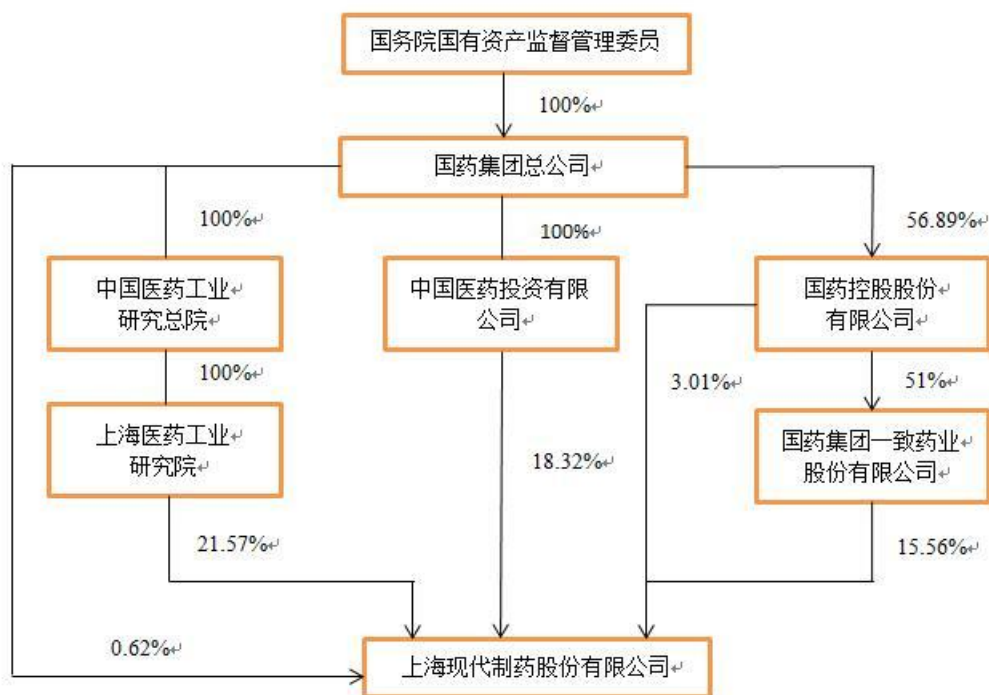 国务院国有资产监督管理委员
100%↵
国药集团总公司↵
100%↵
100%↵
56.89%↵
中国医药工业↵
研究总院↵
中国医药投资有限
公司↵
国药控股股份↵
有限公司↵
100%↵
3.01%↵
51%↵
上海医药工业↵
研究院↵
18.32%↵
国药集团一致药业↵
股份有限公司↵
21.57%↵
15.56%↵
0.62%↵
上海现代制药股份有限公司↵